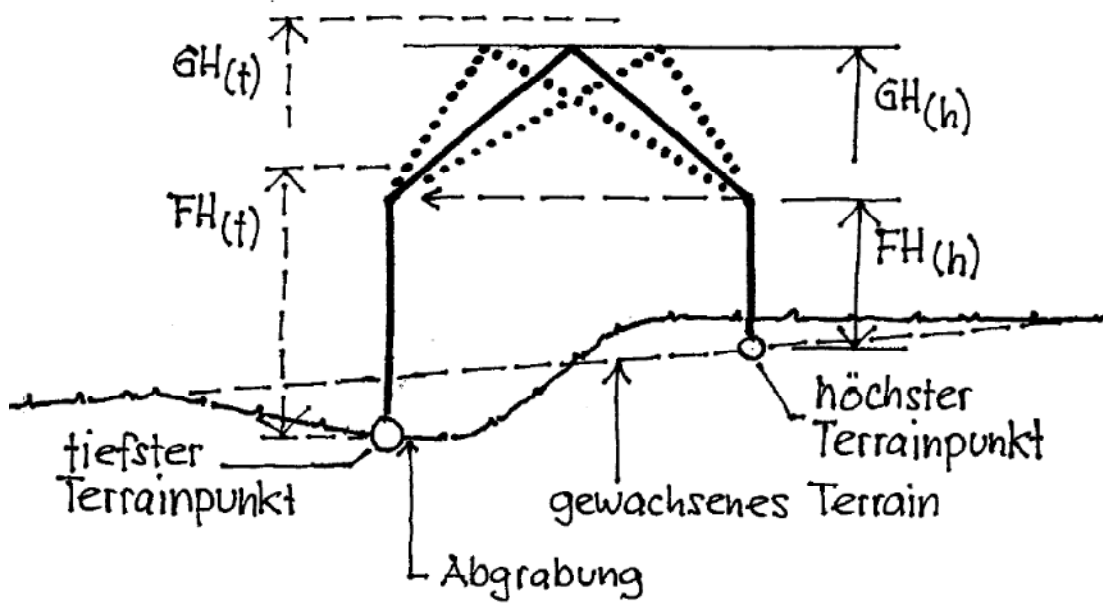 GH(t)
GH(h)
FH(t)
FH(h)
höchster
Terrainpunkt
tiefster
Terrainpunkt
gewachsenes Terrain
Abgrabung